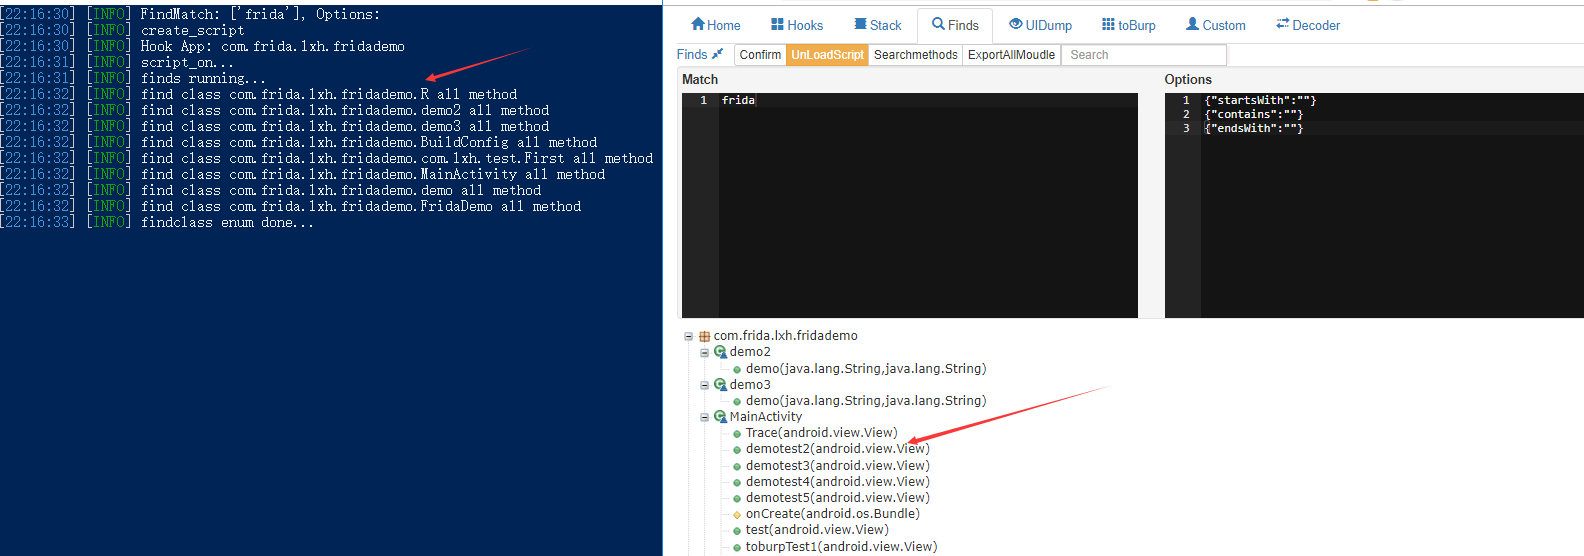 [22:16:30] [INFO] FindMatch: ['frida'], Options:
[22:16:30] [INFO] create_script
[22:16:30] [INFO] Hook App: com.frida.lxh.fridademo
[22:16:31] [INFO] script_on...
[22:16:31] [INFO] finds running...
[22:16:32] [INFO] find class com.frida.lxh.fridademo.R all method
[22:16:32] [INFO] find class com.frida.lxh.fridademo.demo2 all method
[22:16:32] [INFO] find class com.frida.lxh.fridademo.demo3 all method
[22:16:32] [INFO] find class com.frida.lxh.fridademo.BuildConfig all method
[22:16:32] [INFO] find class com.frida.lxh.fridademo.com.lxh.test.First all method
[22:16:32] [INFO] find class com.frida.lxh.fridademo.MainActivity all method
[22:16:32] [INFO] find class com.frida.lxh.fridademo.demo all method
[22:16:32] [INFO] find class com.frida.lxh.fridademo.FridaDemo all method
[22:16:33] [INFO] findclass enum done...
Home Hooks Stack Finds UIDump toBurp Custom Decoder
Finds Confirm UnLoadScript Searchmethods ExportAllMoudle Search
Match
1 frida
Options
1 {"startsWith":""}
2 {"contains":""}
3 {"endsWith":""}
com.frida.lxh.fridademo
demo2
demo(java.lang.String,java.lang.String)
demo3
demo(java.lang.String,java.lang.String)
MainActivity
Trace(android.view.View)
demotest2(android.view.View)
demotest3(android.view.View)
demotest4(android.view.View)
demotest5(android.view.View)
onCreate(android.os.Bundle)
test(android.view.View)
toburpTest1(android.view.View)